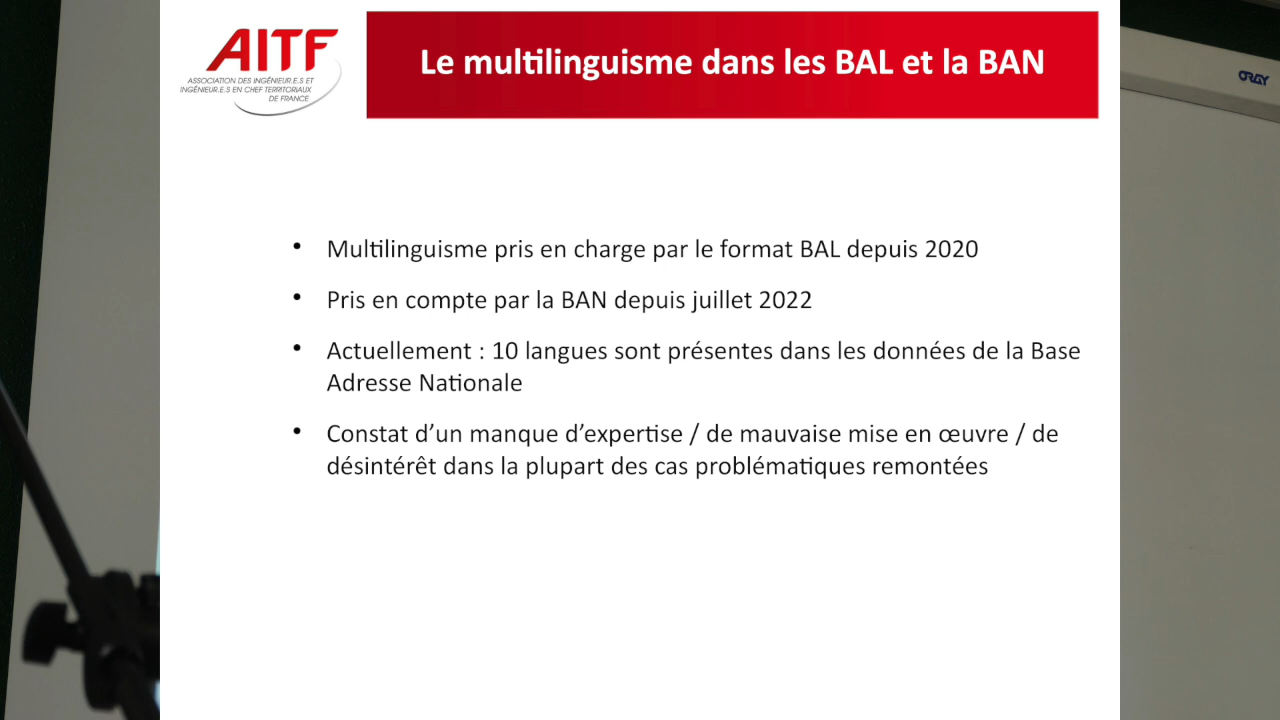 AITF
ASSOCIATION DES INGÉNIEUR.E.S ET
INGÉNIEUR.E.S EN CHEF TERRITORIAUX
DE FRANCE
Le multilinguisme dans les BAL et la BAN
ORAY
• Multilinguisme pris en charge par le format BAL depuis 2020
• Pris en compte par la BAN depuis juillet 2022
• Actuellement : 10 langues sont présentes dans les données de la Base
Adresse Nationale
• Constat d’un manque d’expertise / de mauvaise mise en œuvre / de
désintérêt dans la plupart des cas problématiques remontées